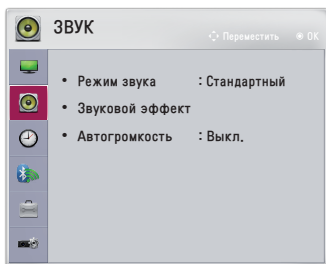 ЗВУК
Переместить OK
• Режим звука : Стандартный
• Звуковой эффект
• Автогромкость : Выкл.